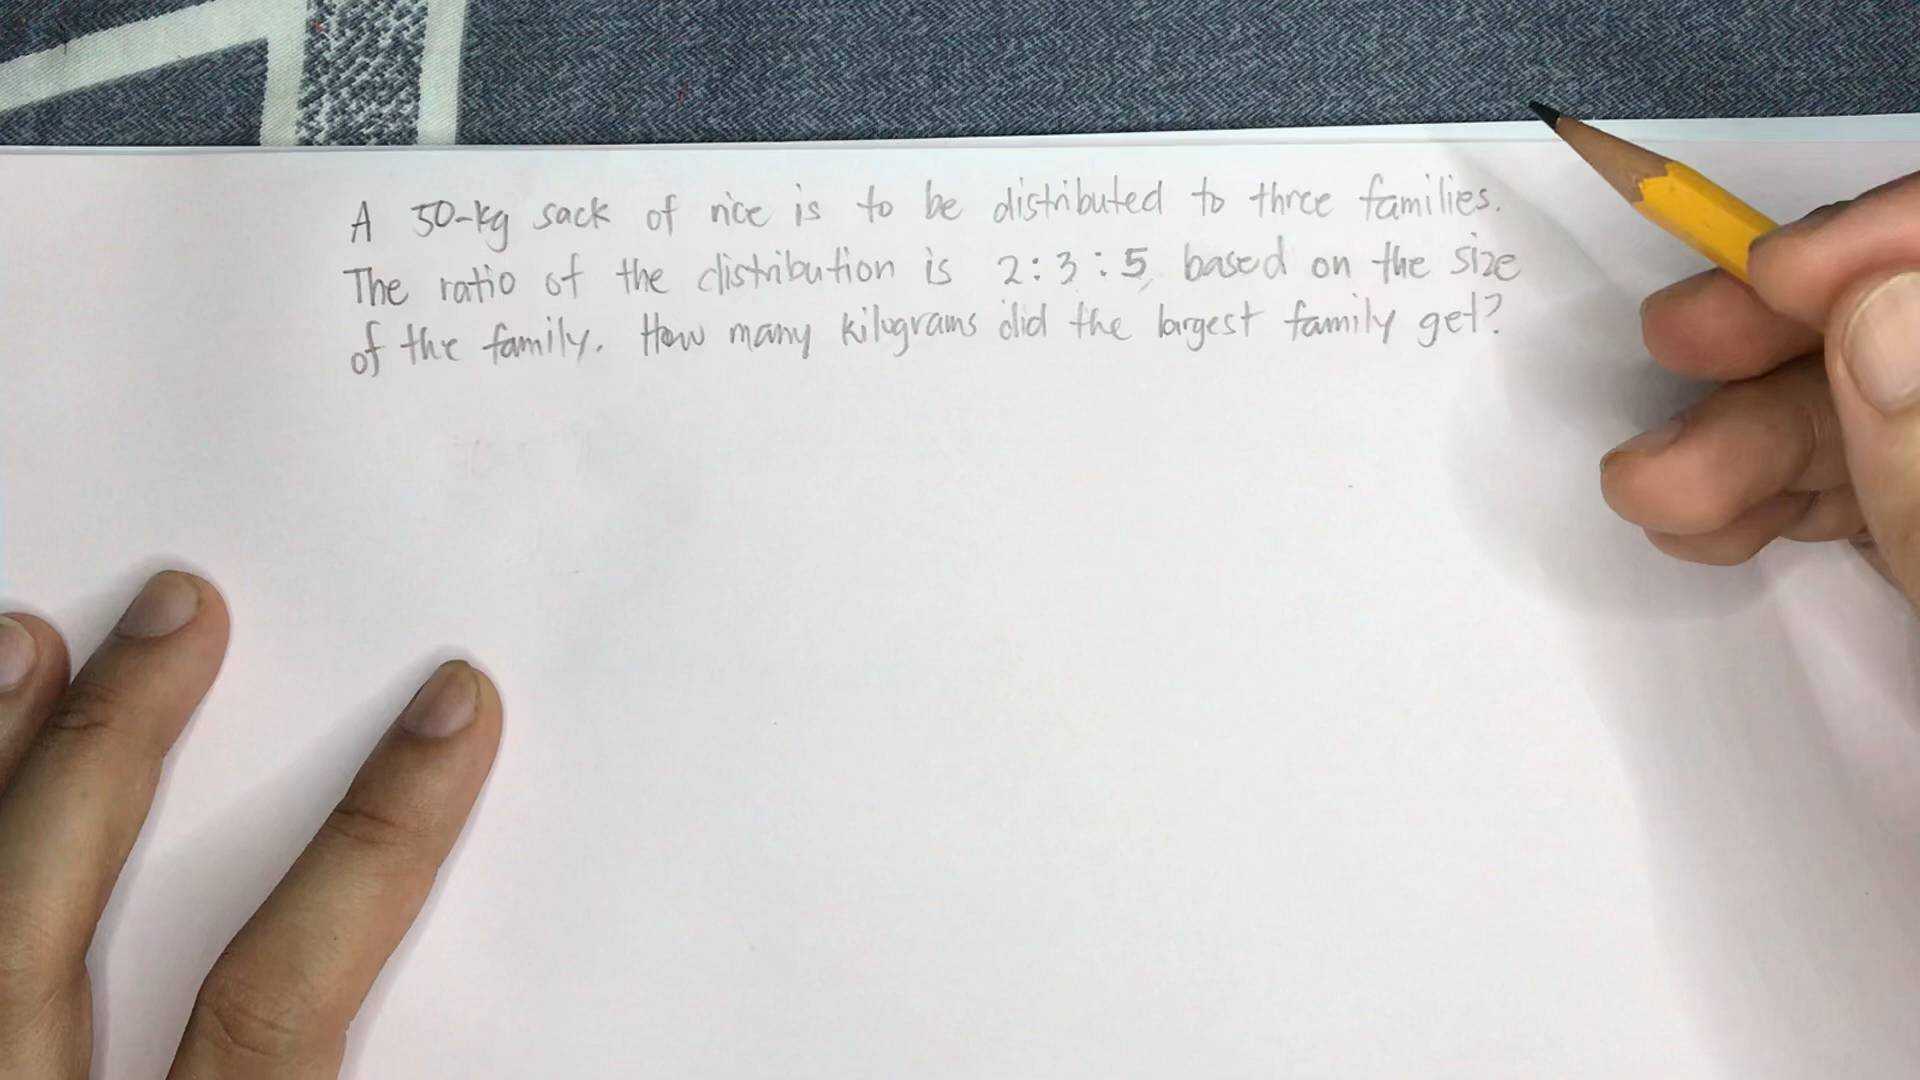 A 50-kg sack of rice is to be distributed to three families.
The ratio of the distribution is 2:3:5, based on the size
of the family. How many kilograms did the largest family get?